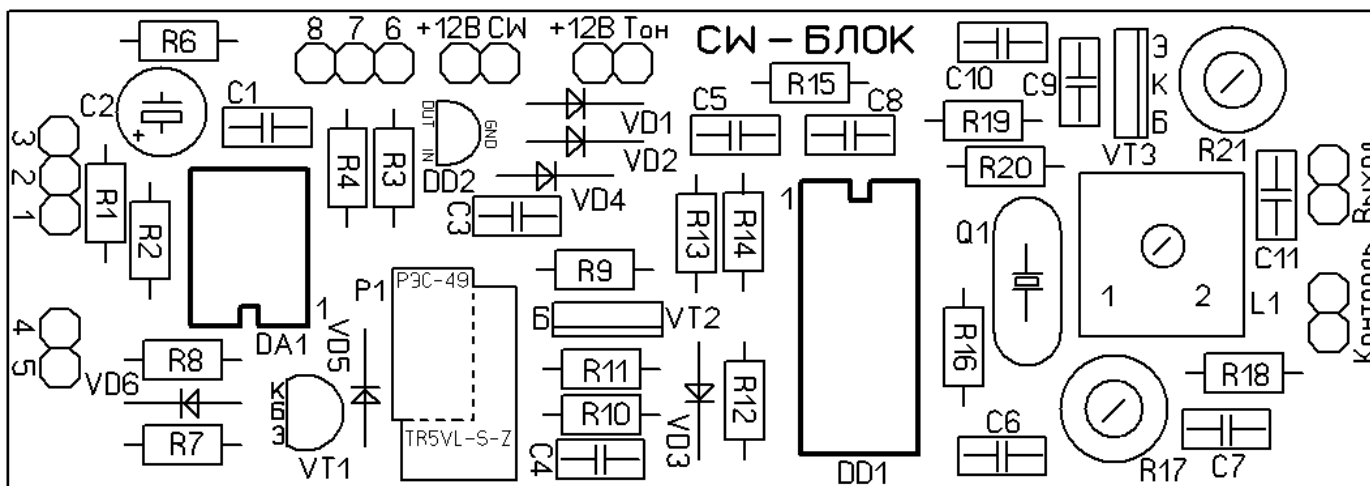 R6
8 7 6 +12В CW +12В Тон
CW – БЛОК
C10
C9
Э
К
Б
VT3
R21
C2
+
C1
OUT IN GND
DD2
VD1
VD2
VD4
C5
R15
C8
R19
R20
3
2
1
R1
R2
R4
R3
C3
R13
R14
1
Q1
C11
Выход
DA1
1
P1
РЭС-49
R9
Б
VT2
1 2
L1
Контроль
4
5
R8
VD6
R7
VD5
К
Б
Э
VT1
TR5VL-S-Z
R11
R10
C4
VD3
R12
DD1
R16
C6
R17
R18
C7